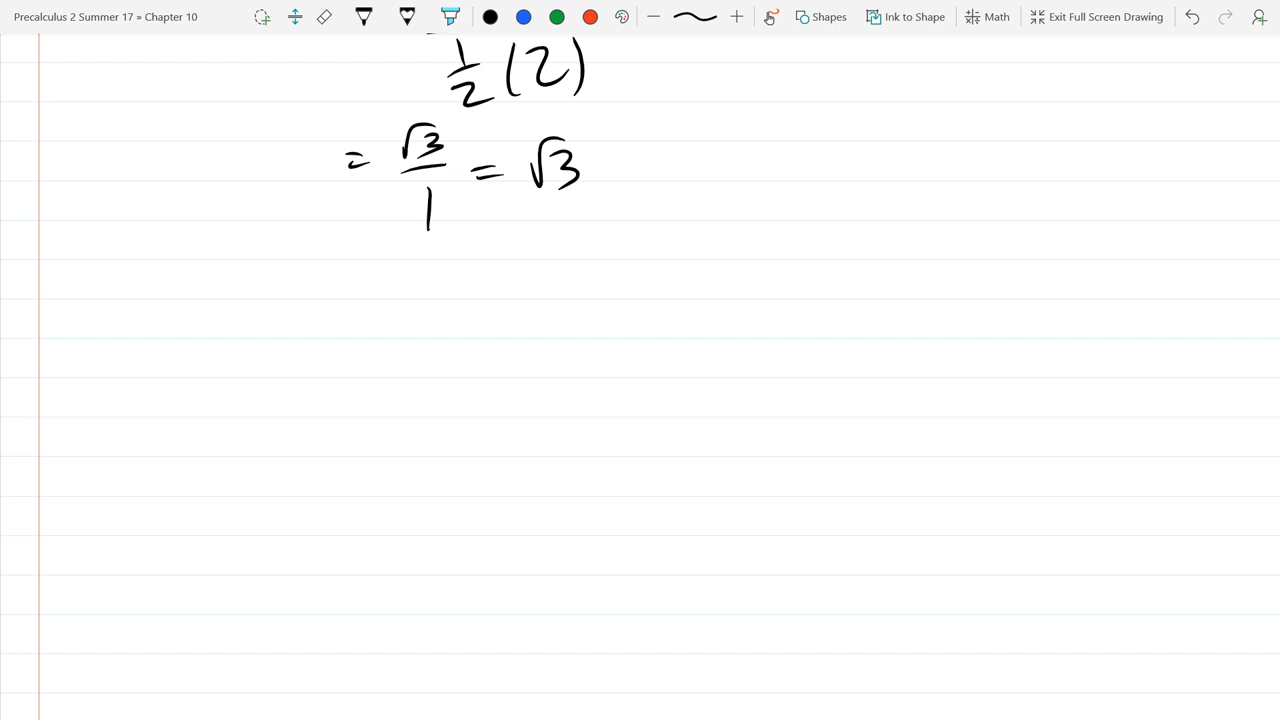 Precalculus 2 Summer 17 » Chapter 10 Shapes Ink to Shape Math Exit Full Screen Drawing
1/2 (2)
= √3/1 = √3